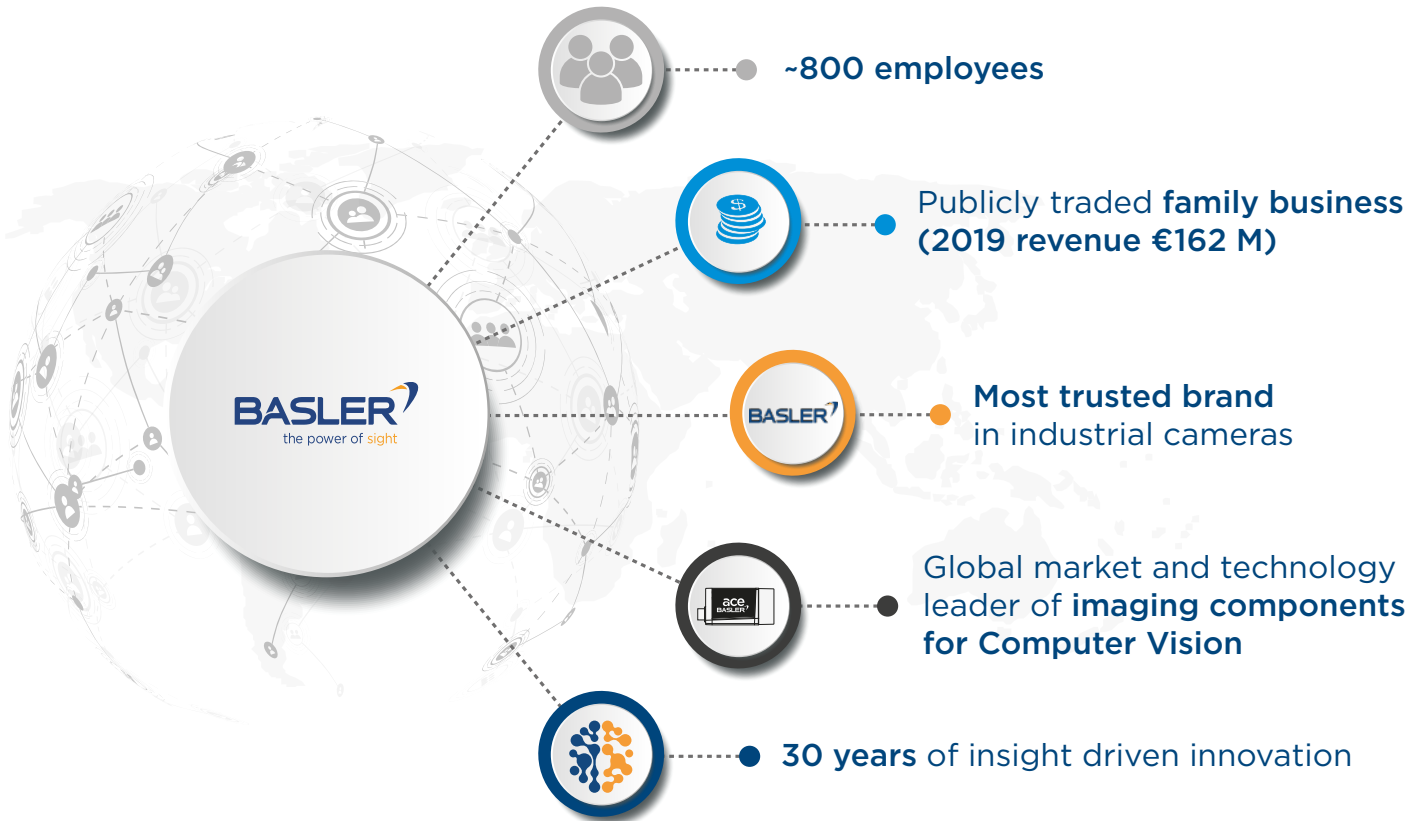 ~800 employees
$
Publicly traded family business
(2019 revenue €162 M)
BASLER
the power of sight
BASLER
Most trusted brand
in industrial cameras
ace
BASLER
Global market and technology
leader of imaging components
for Computer Vision
30 years of insight driven innovation